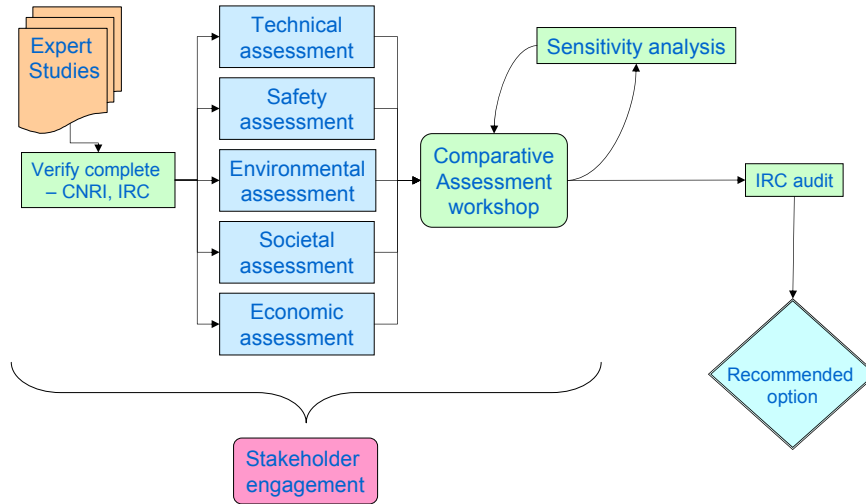 Expert
Studies
Verify complete
– CNRI, IRC
Technical
assessment
Safety
assessment
Environmental
assessment
Societal
assessment
Economic
assessment
Comparative
Assessment
workshop
Sensitivity analysis
IRC audit
Recommended
option
Stakeholder
engagement